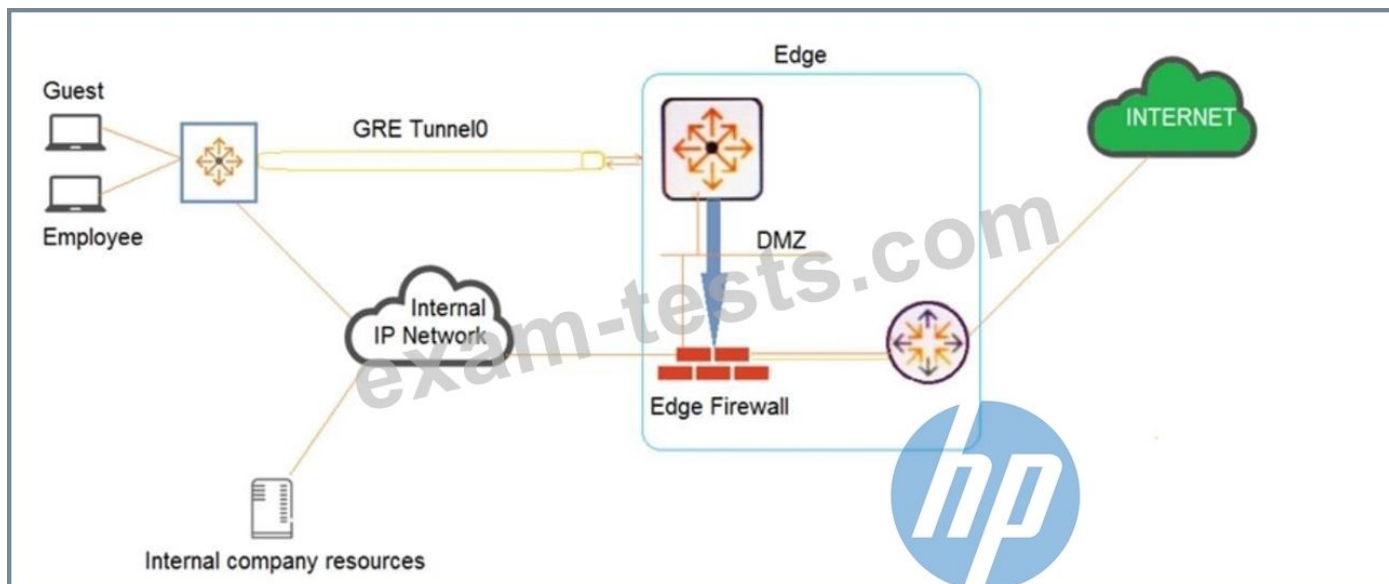 Edge
Guest
GRE Tunnel0
INTERNET
Employee
DMZ
Internal
IP Network
Edge Firewall
Internal company resources
exam-tests.com
hp